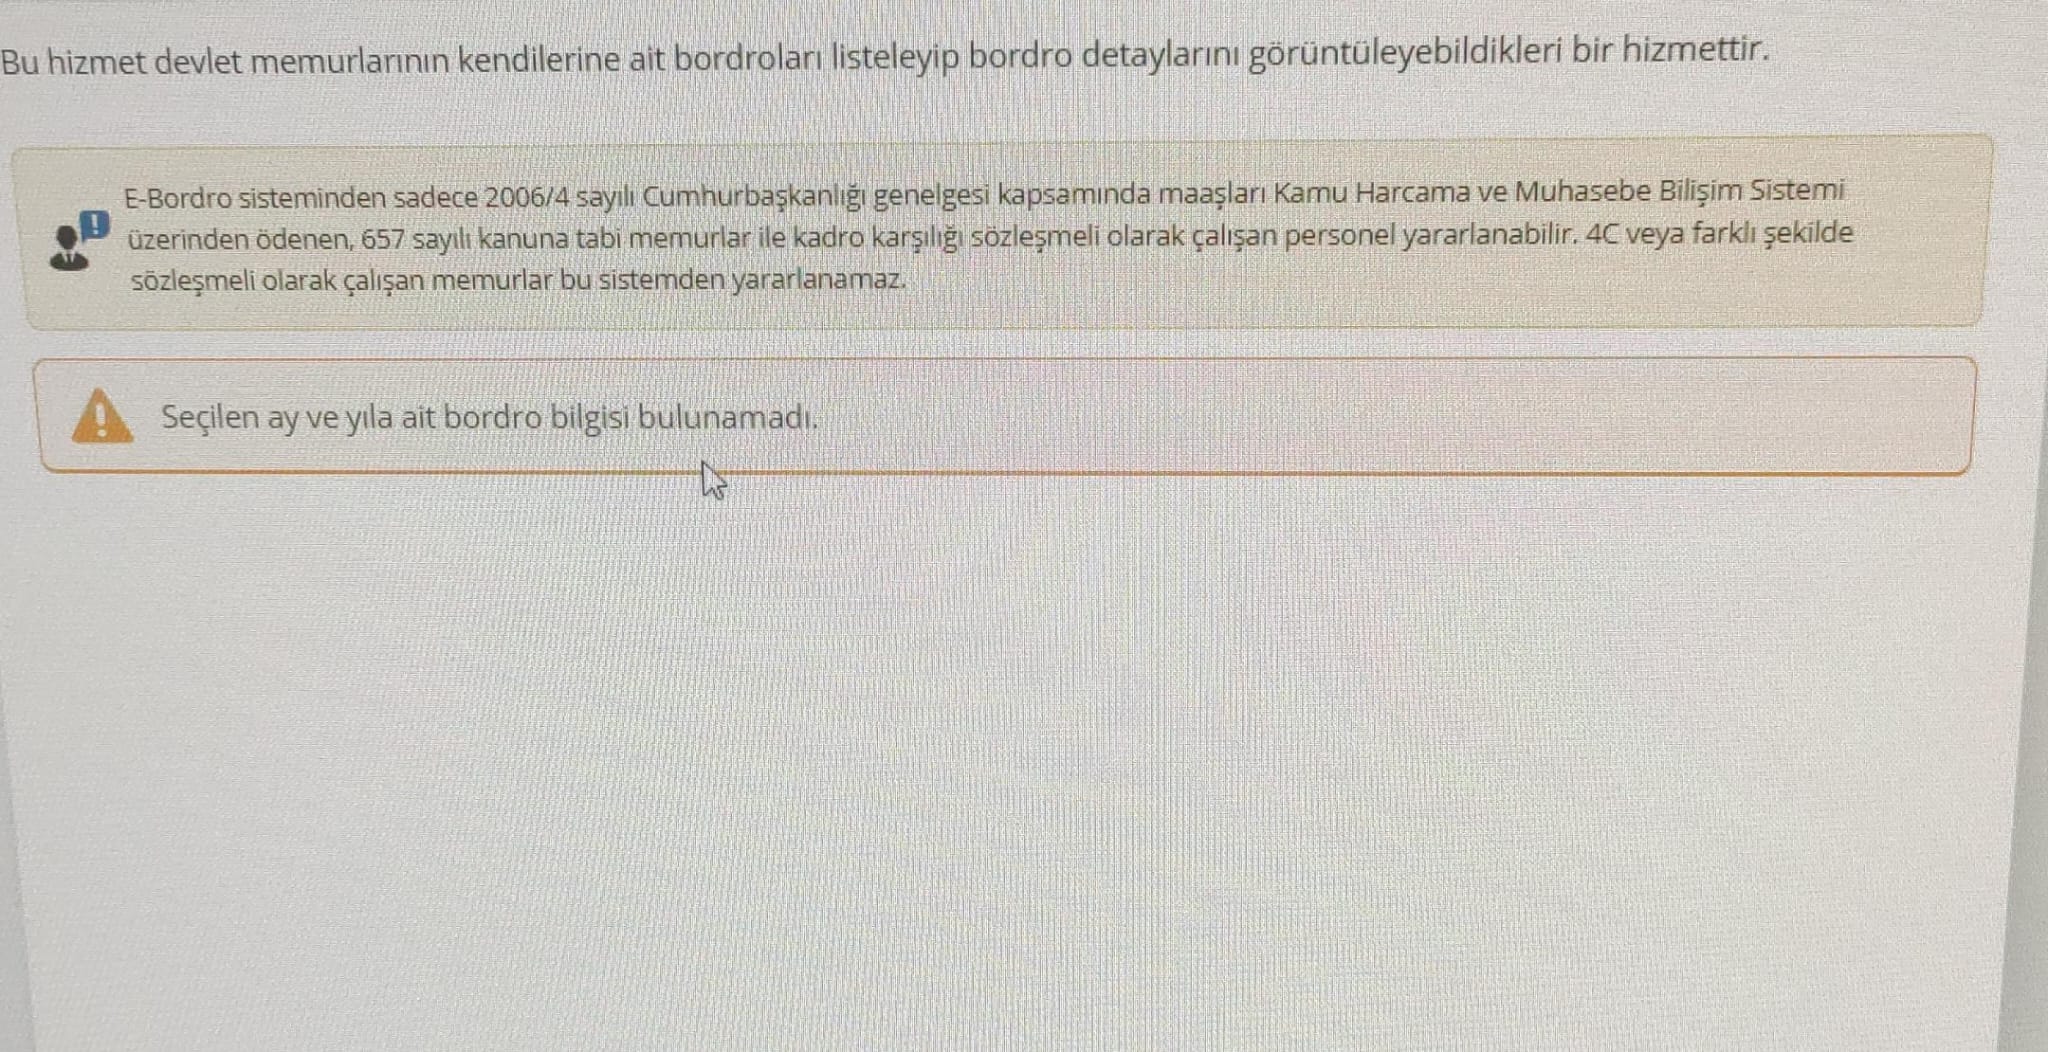 Bu hizmet devlet memurlarının kendilerine ait bordroları listeleyip bordro detaylarını görüntüleyebildikleri bir hizmettir.
E-Bordro sisteminden sadece 2006/4 sayılı Cumhurbaşkanlığı genelgesi kapsamında maaşları Kamu Harcama ve Muhasebe Bilişim Sistemi
üzerinden ödenen, 657 sayılı kanuna tabi memurlar ile kadro karşılığı sözleşmeli olarak çalışan personel yararlanabilir. 4C veya farklı şekilde
sözleşmeli olarak çalışan memurlar bu sistemden yararlanamaz.
Seçilen ay ve yıla ait bordro bilgisi bulunamadı.